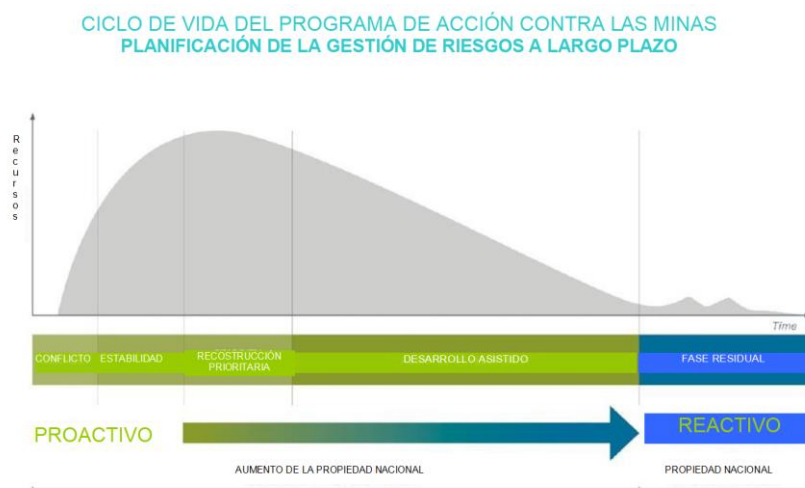 CICLO DE VIDA DEL PROGRAMA DE ACCIÓN CONTRA LAS MINAS
PLANIFICACIÓN DE LA GESTIÓN DE RIESGOS A LARGO PLAZO
Recursos
Time
CONFLICTO
ESTABILIDAD
RECOSTRUCCIÓN
PRIORITARIA
DESARROLLO ASISTIDO
FASE RESIDUAL
PROACTIVO
REACTIVO
AUMENTO DE LA PROPIEDAD NACIONAL
PROPIEDAD NACIONAL